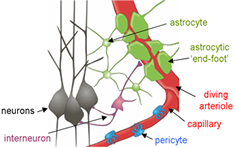 astrocyte
astrocytic
'end-foot'
diving
arteriole
neurons
capillary
interneuron
pericyte